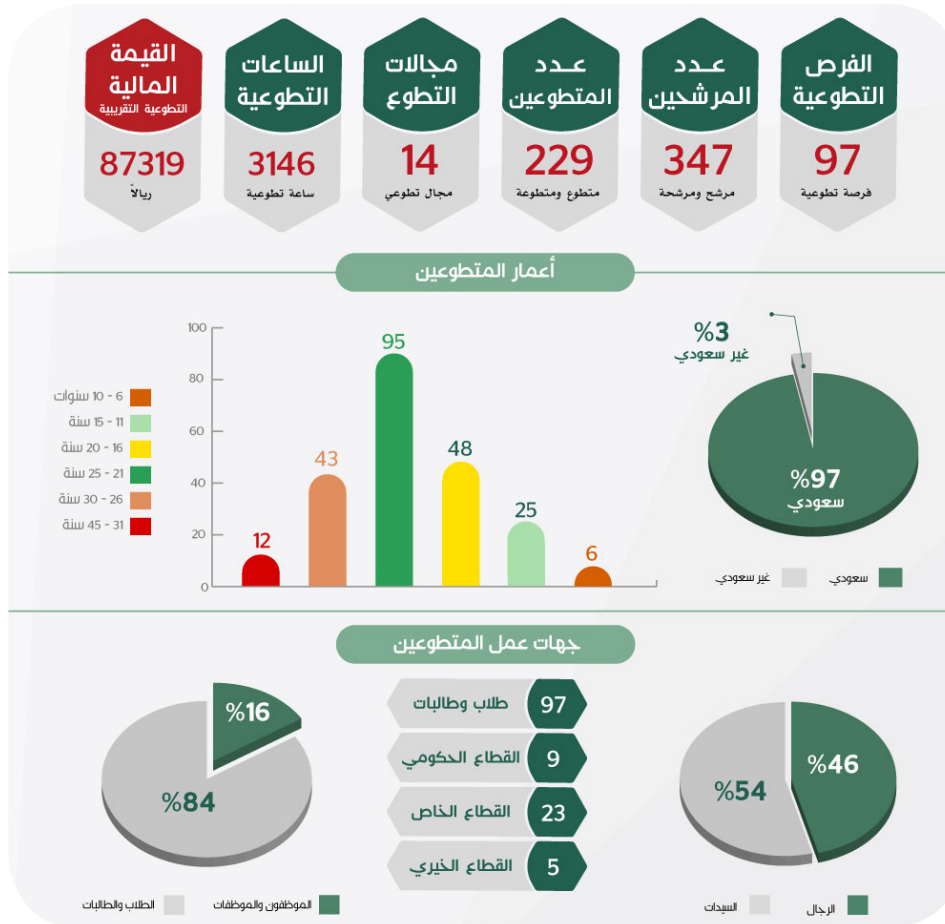 الفرص
التطوعية
97
فرصة تطوعية
عـــدد
المرشحين
347
مرشح ومرشحة
عـــدد
المتطوعين
229
متطوع ومتطوعة
مجالات
التطوع
14
مجال تطوعي
الساعات
التطوعية
3146
ساعة تطوعية
القيمة
المالية
التطوعية التقريبية
87319
ريالاً
أعمار المتطوعين
%3
غير سعودي
%97
سعودي
سعودي
غير سعودي
100
80
60
40
20
0
12
43
95
48
25
6
6 - 10 سنوات
11 - 15 سنة
16 - 20 سنة
21 - 25 سنة
26 - 30 سنة
31 - 45 سنة
جهات عمل المتطوعين
%46
%54
الرجال
السيدات
97 طلاب وطالبات
9 القطاع الحكومي
23 القطاع الخاص
5 القطاع الخيري
%16
%84
الموظفون والموظفات
الطلاب والطالبات